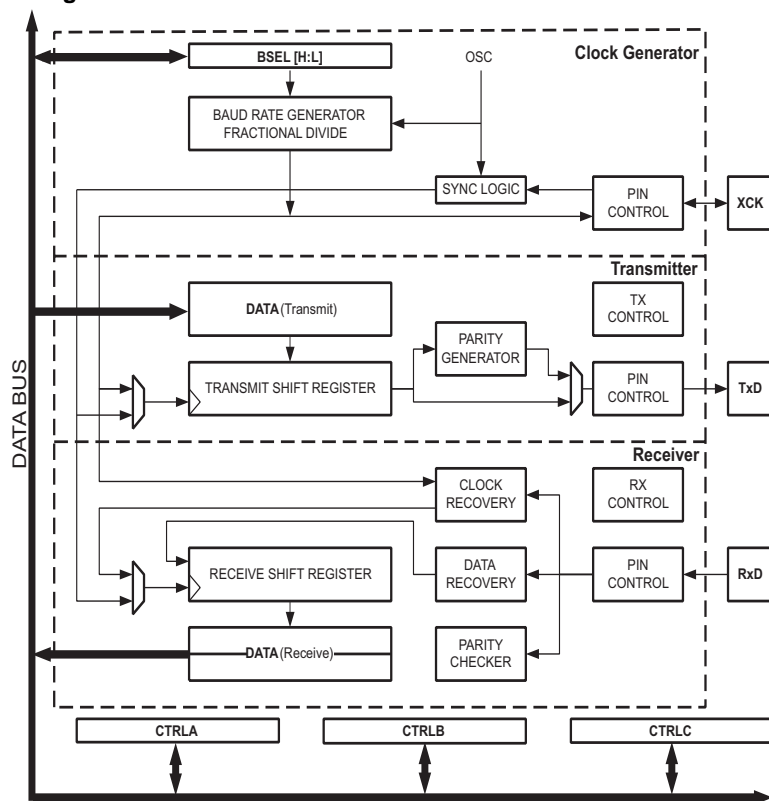 BSEL [H:L]
OSC
Clock Generator
BAUD RATE GENERATOR
FRACTIONAL DIVIDE
SYNC LOGIC
PIN
CONTROL
XCK
Transmitter
DATA (Transmit)
TX
CONTROL
PARITY
GENERATOR
TRANSMIT SHIFT REGISTER
PIN
CONTROL
TxD
DATA BUS
Receiver
CLOCK
RECOVERY
RX
CONTROL
RECEIVE SHIFT REGISTER
DATA
RECOVERY
PIN
CONTROL
RxD
DATA (Receive)
PARITY
CHECKER
CTRLA
CTRLB
CTRLC